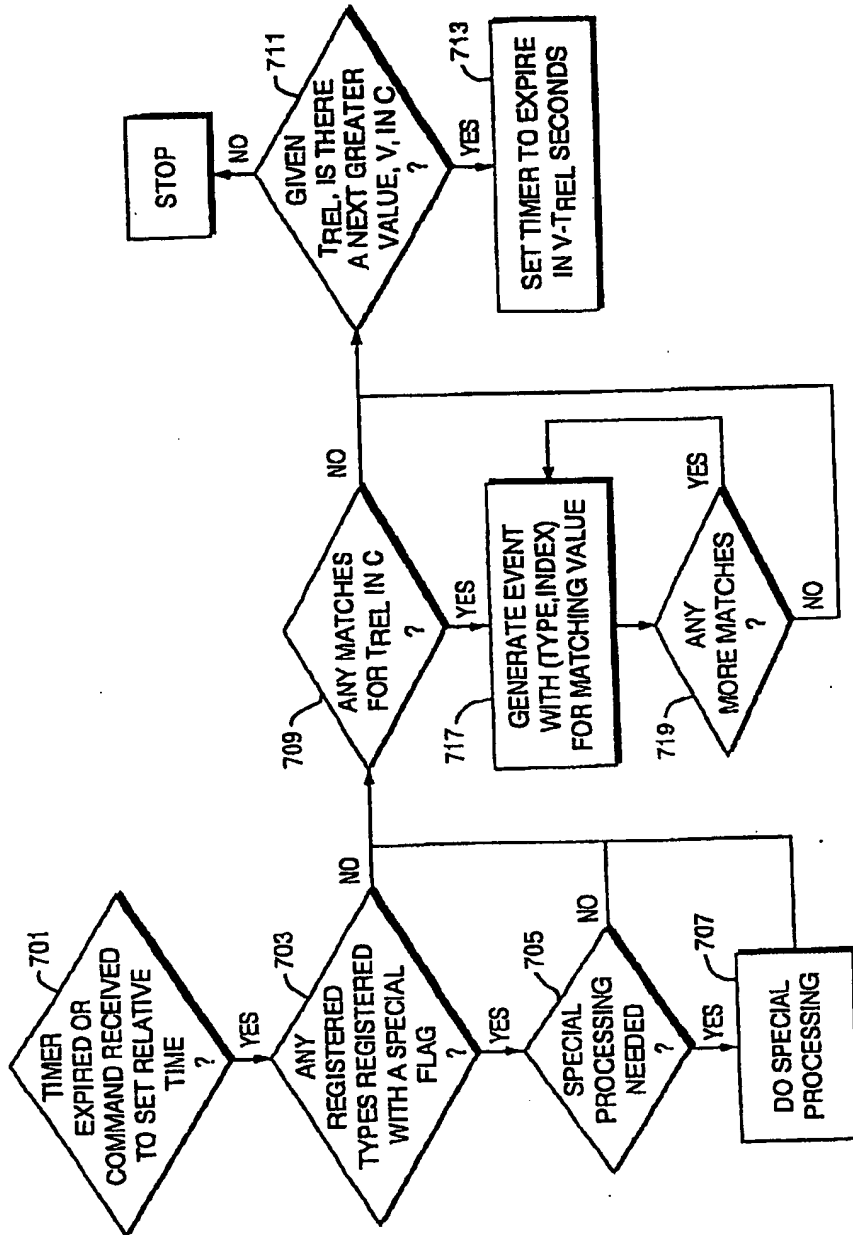 701
TIMER
EXPIRED OR
COMMAND RECEIVED
TO SET RELATIVE
TIME
?
YES
703
ANY
REGISTERED
TYPES REGISTERED
WITH A SPECIAL
FLAG
?
NO
YES
705
SPECIAL
PROCESSING
NEEDED
?
NO
YES
707
DO SPECIAL
PROCESSING
709
ANY MATCHES
FOR TREL IN C
?
NO
YES
717
GENERATE EVENT
WITH (TYPE,INDEX)
FOR MATCHING VALUE
719
ANY
MORE MATCHES
?
YES
NO
711
GIVEN
TREL, IS THERE
A NEXT GREATER
VALUE, V, IN C
?
NO
STOP
YES
713
SET TIMER TO EXPIRE
IN V-TREL SECONDS